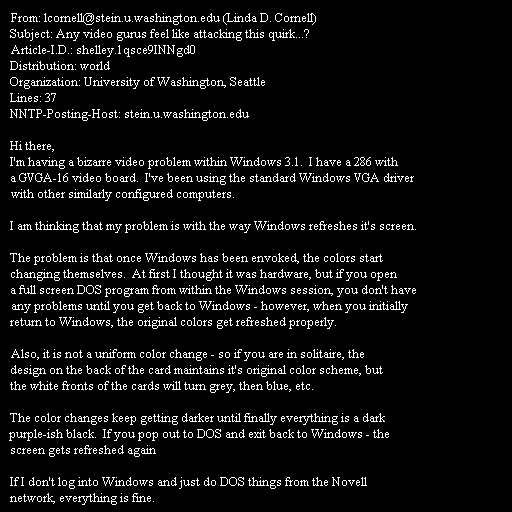 From: lcornell@stein.u.washington.edu (Linda D. Cornell)
Subject: Any video gurus feel like attacking this quirk...?
Article-I.D.: shelley.1qsce9INNgd0
Distribution: world
Organization: University of Washington, Seattle
Lines: 37
NNTP-Posting-Host: stein.u.washington.edu

Hi there,
I'm having a bizarre video problem within Windows 3.1.  I have a 286 with
a GVGA-16 video board.  I've been using the standard Windows VGA driver
with other similarly configured computers.

I am thinking that my problem is with the way Windows refreshes it's screen.

The problem is that once Windows has been envoked, the colors start
changing themselves.  At first I thought it was hardware, but if you open
a full screen DOS program from within the Windows session, you don't have
any problems until you get back to Windows - however, when you initially
return to Windows, the original colors get refreshed properly.

Also, it is not a uniform color change - so if you are in solitaire, the
design on the back of the card maintains it's original color scheme, but
the white fronts of the cards will turn grey, then blue, etc.

The color changes keep getting darker until finally everything is a dark
purple-ish black.  If you pop out to DOS and exit back to Windows - the
screen gets refreshed again

If I don't log into Windows and just do DOS things from the Novell
network, everything is fine.